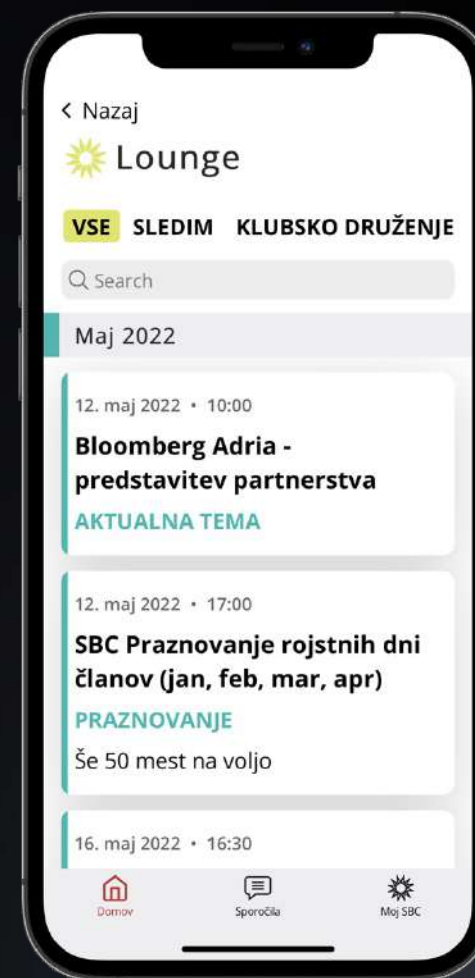 Nazaj
Lounge
VSE SLEDIM KLUBSKO DRUŽENJE
Search
Maj 2022
12. maj 2022 • 10:00
Bloomberg Adria -
predstavitev partnerstva
AKTUALNA TEMA
12. maj 2022 • 17:00
SBC Praznovanje rojstnih dni
članov (jan, feb, mar, apr)
PRAZNOVANJE
Še 50 mest na voljo
16. maj 2022 • 16:30
Domov Sporočila Moj SBC